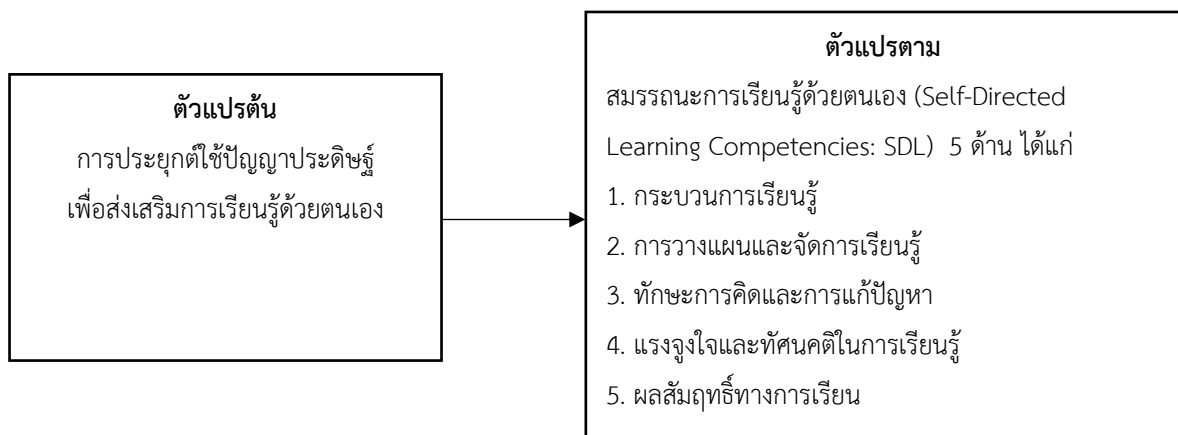 ตัวแปรต้น
การประยุกต์ใช้ปัญญาประดิษฐ์
เพื่อส่งเสริมการเรียนรู้ด้วยตนเอง
ตัวแปรตาม
สมรรถนะการเรียนรู้ด้วยตนเอง (Self-Directed
Learning Competencies: SDL) 5 ด้าน ได้แก่
1. กระบวนการเรียนรู้
2. การวางแผนและจัดการเรียนรู้
3. ทักษะการคิดและการแก้ปัญหา
4. แรงจูงใจและทัศนคติในการเรียนรู้
5. ผลสัมฤทธิ์ทางการเรียน